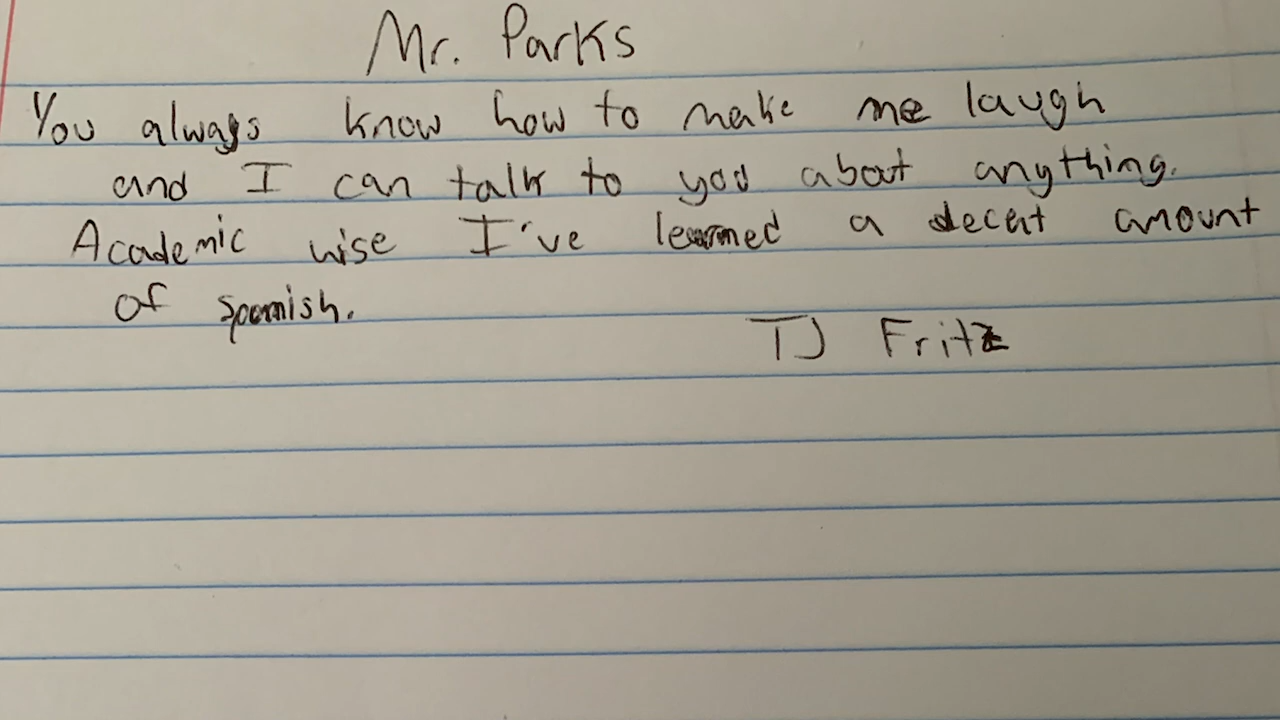 Mr. Parks
You always know how to make me laugh
and I can talk to you about anything.
Academic wise I've learned a decent amount
of spanish.
TJ Fritz